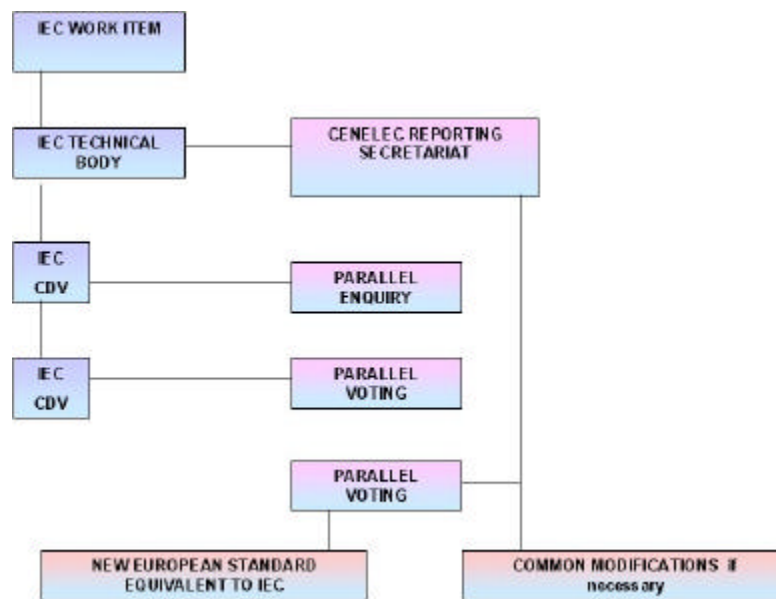 IEC WORK ITEM
IEC TECHNICAL
BODY
CENELEC REPORTING
SECRETARIAT
IEC
CDV
PARALLEL
ENQUIRY
IEC
CDV
PARALLEL
VOTING
PARALLEL
VOTING
NEW EUROPEAN STANDARD
EQUIVALENT TO IEC
COMMON MODIFICATIONS if
necessary